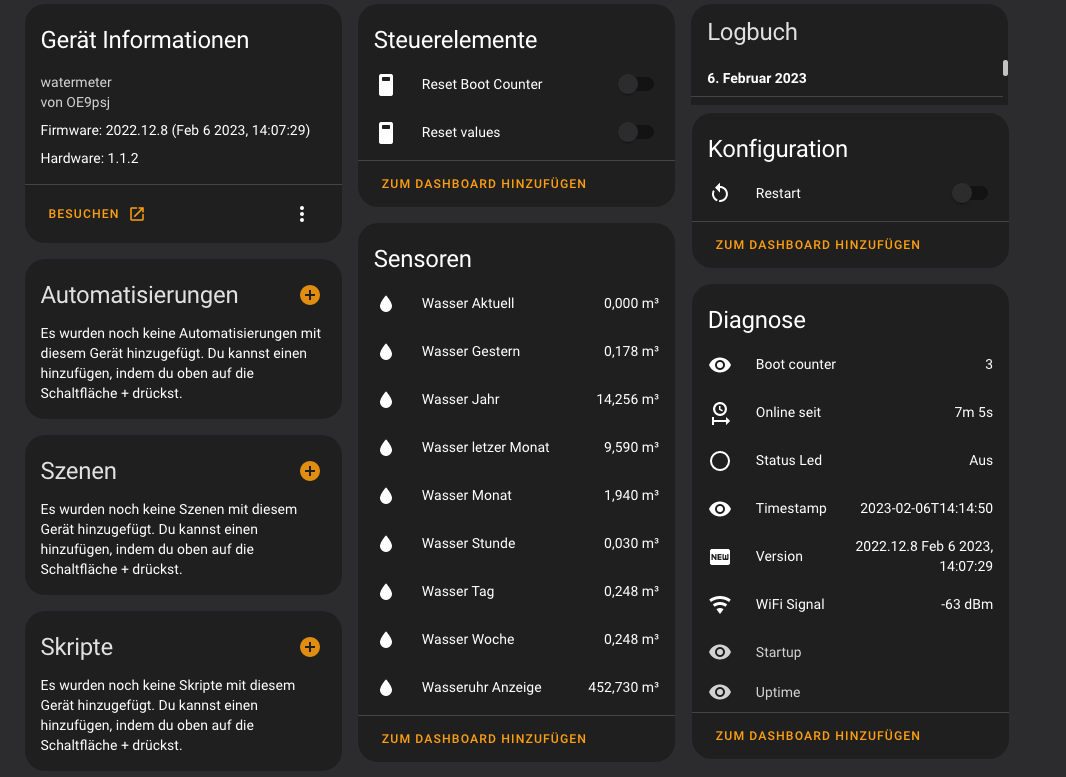 Gerät Informationen
watermeter
von OE9psj
Firmware: 2022.12.8 (Feb 6 2023, 14:07:29)
Hardware: 1.1.2
BESUCHEN
Automatisierungen
Es wurden noch keine Automatisierungen mit
diesem Gerät hinzugefügt. Du kannst einen
hinzufügen, indem du oben auf die
Schaltfläche + drückst.
Szenen
Es wurden noch keine Szenen mit diesem
Gerät hinzugefügt. Du kannst einen
hinzufügen, indem du oben auf die
Schaltfläche + drückst.
Skripte
Es wurden noch keine Skripte mit diesem
Gerät hinzugefügt. Du kannst einen
hinzufügen, indem du oben auf die
Schaltfläche + drückst.
Steuerelemente
Reset Boot Counter
Reset values
ZUM DASHBOARD HINZUFÜGEN
Sensoren
Wasser Aktuell 0,000 m³
Wasser Gestern 0,178 m³
Wasser Jahr 14,256 m³
Wasser letzer Monat 9,590 m³
Wasser Monat 1,940 m³
Wasser Stunde 0,030 m³
Wasser Tag 0,248 m³
Wasser Woche 0,248 m³
Wasseruhr Anzeige 452,730 m³
ZUM DASHBOARD HINZUFÜGEN
Logbuch
6. Februar 2023
Konfiguration
Restart
ZUM DASHBOARD HINZUFÜGEN
Diagnose
Boot counter 3
Online seit 7m 5s
Status Led Aus
Timestamp 2023-02-06T14:14:50
NEW Version 2022.12.8 Feb 6 2023,
14:07:29
WiFi Signal -63 dBm
Startup
Uptime
ZUM DASHBOARD HINZUFÜGEN